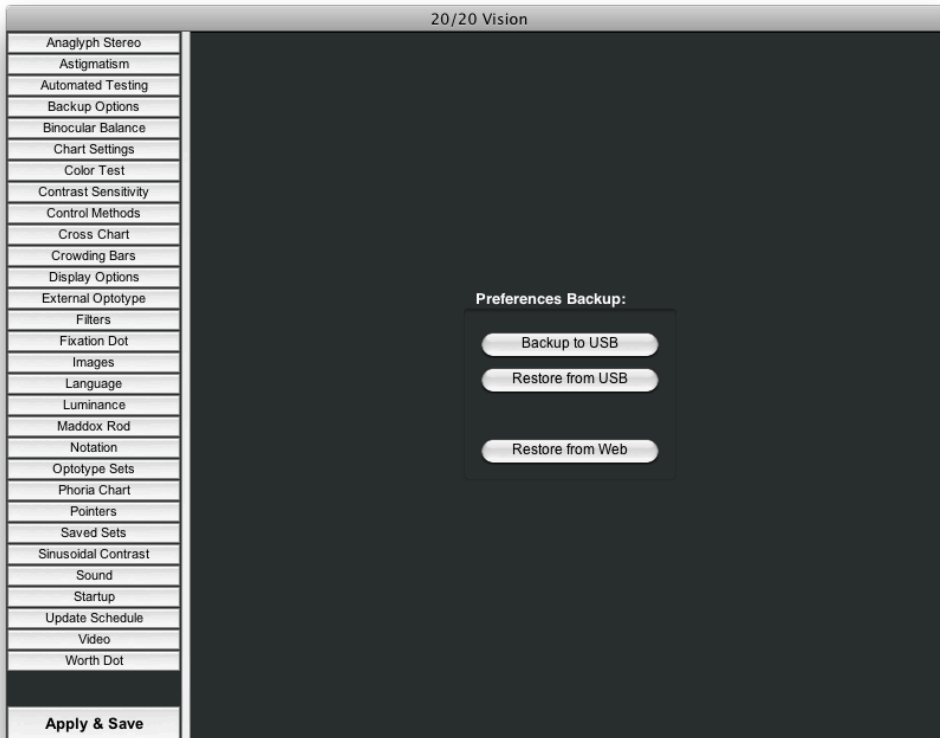 20/20 Vision
Anaglyph Stereo
Astigmatism
Automated Testing
Backup Options
Binocular Balance
Chart Settings
Color Test
Contrast Sensitivity
Control Methods
Cross Chart
Crowding Bars
Display Options
External Optotype
Filters
Fixation Dot
Images
Language
Luminance
Maddox Rod
Notation
Optotype Sets
Phoria Chart
Pointers
Saved Sets
Sinusoidal Contrast
Sound
Startup
Update Schedule
Video
Worth Dot
Apply & Save
Preferences Backup:
Backup to USB
Restore from USB
Restore from Web